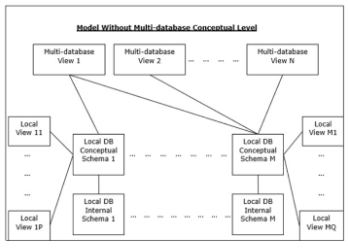 Model Without Multi-database Conceptual Level
Multi-database
View 1
Multi-database
View 2
... ... ... ...
Multi-database
View N
Local
View 11
...
...
Local
View 1P
Local DB
Conceptual
Schema 1
... ... ... ... ... ... ...
Local DB
Conceptual
Schema M
Local
View M1
...
...
Local
View MQ
Local DB
Internal
Schema 1
... ... ... ... ... ... ...
Local DB
Internal
Schema M